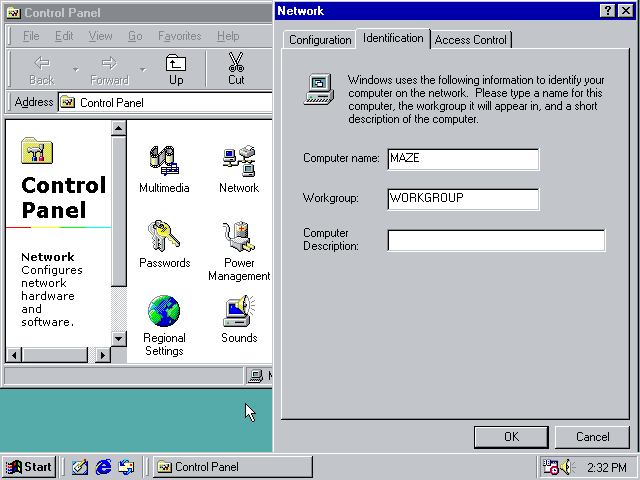 Control Panel
File Edit View Go Favorites Help
Back Forward Up Cut
Address Control Panel
Control
Panel
Network
Configures
network
hardware
and
software.
Multimedia
Network
Passwords
Power
Management
Regional
Settings
Sounds
Network
Configuration Identification Access Control
Windows uses the following information to identify your
computer on the network. Please type a name for this
computer, the workgroup it will appear in, and a short
description of the computer.
Computer name: MAZE
Workgroup: WORKGROUP
Computer
Description:
OK Cancel
Start Control Panel 2:32 PM